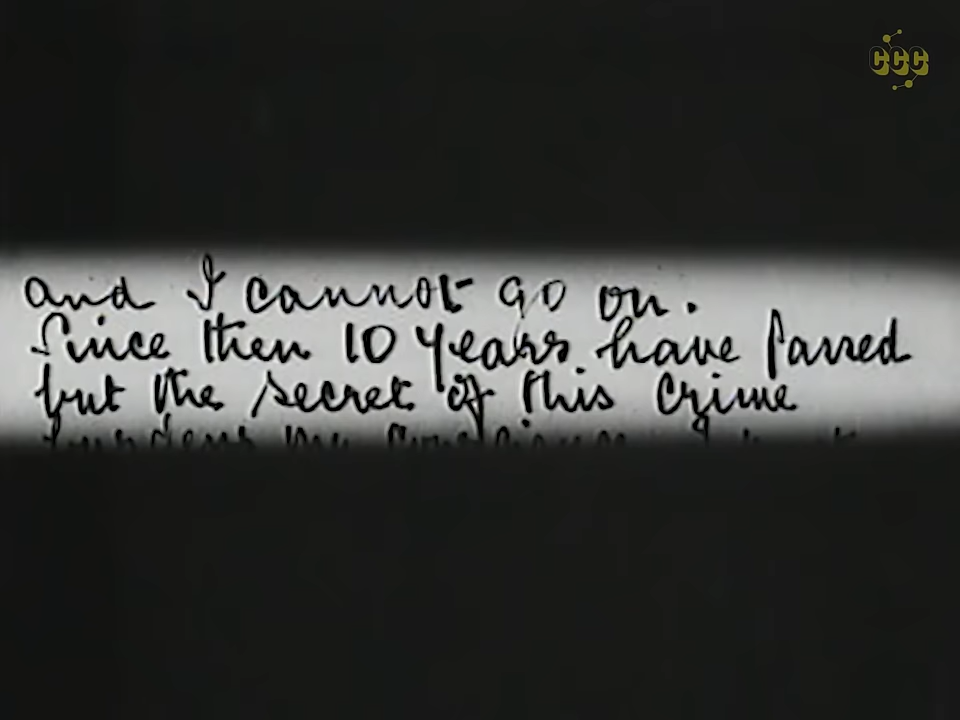 CCC
and I cannot go on.
Since then 10 years have passed
but the secret of this crime